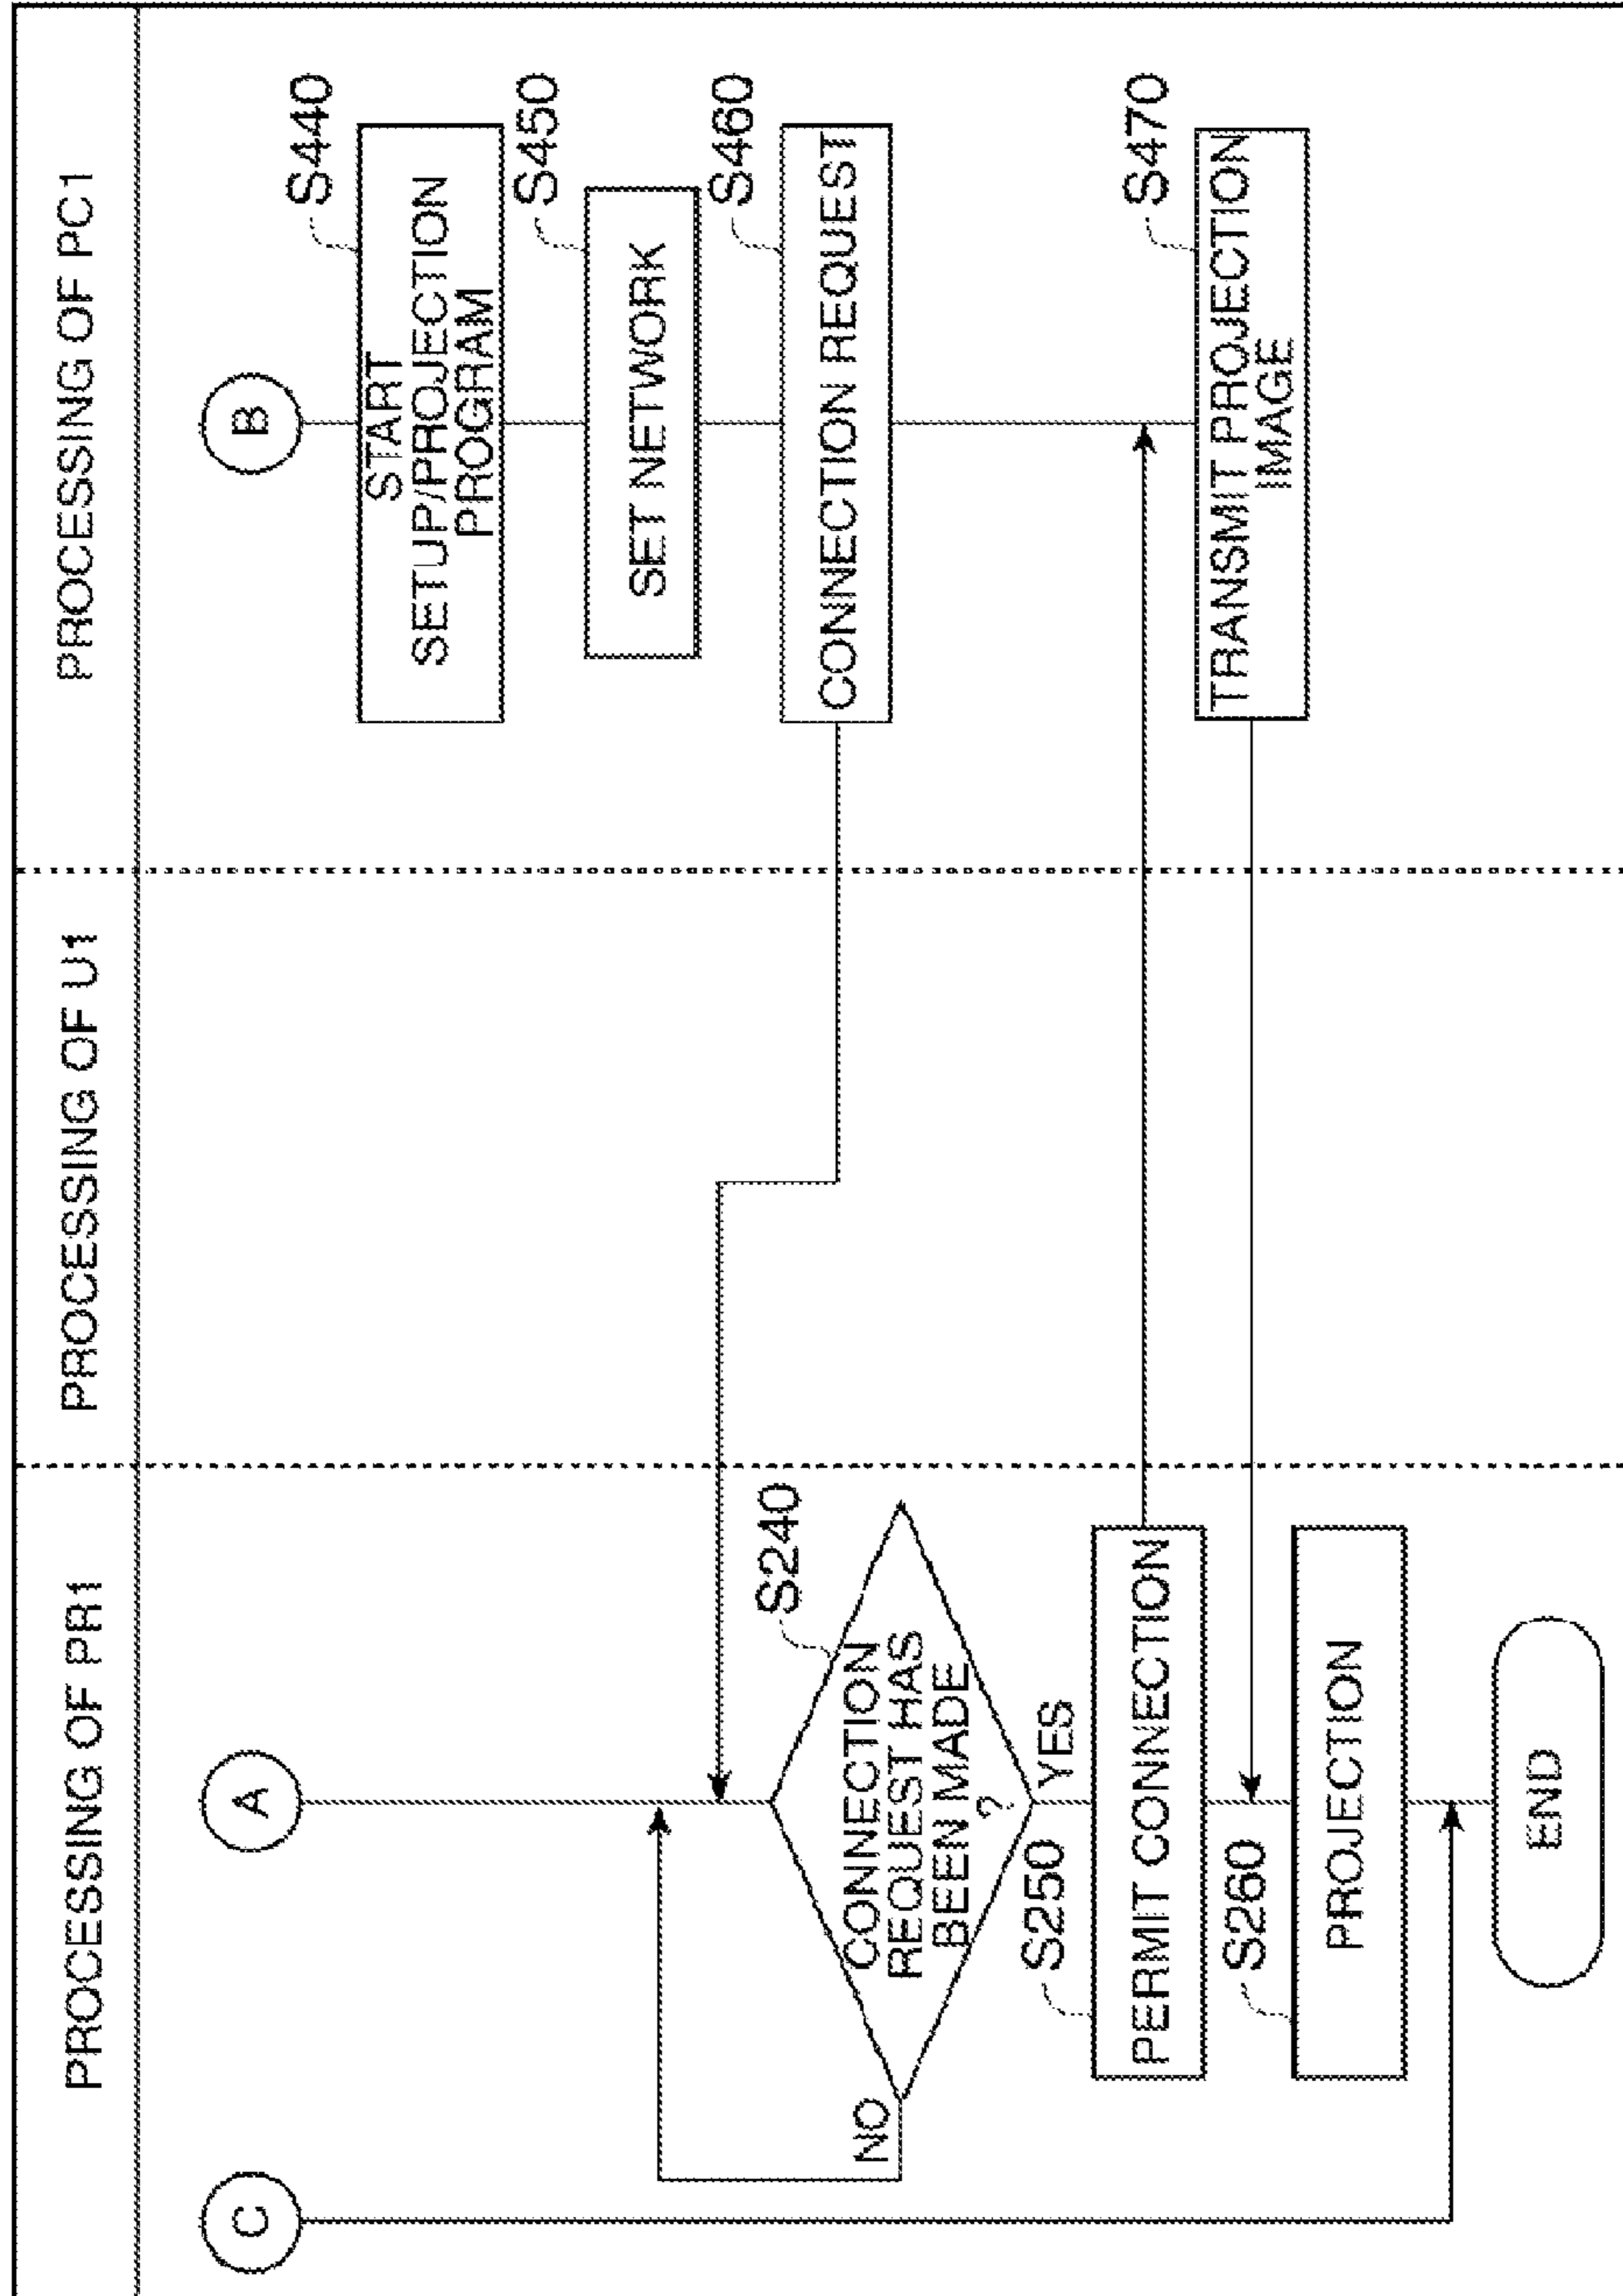 PROCESSING OF PR1
PROCESSING OF U1
PROCESSING OF PC1
C
A
B
START
SETUP/PROJECTION
PROGRAM
S440
SET NETWORK
S450
CONNECTION REQUEST
S460
CONNECTION
REQUEST HAS
BEEN MADE
?
S240
NO
YES
S250
PERMIT CONNECTION
TRANSMIT PROJECTION
IMAGE
S470
S260
PROJECTION
END